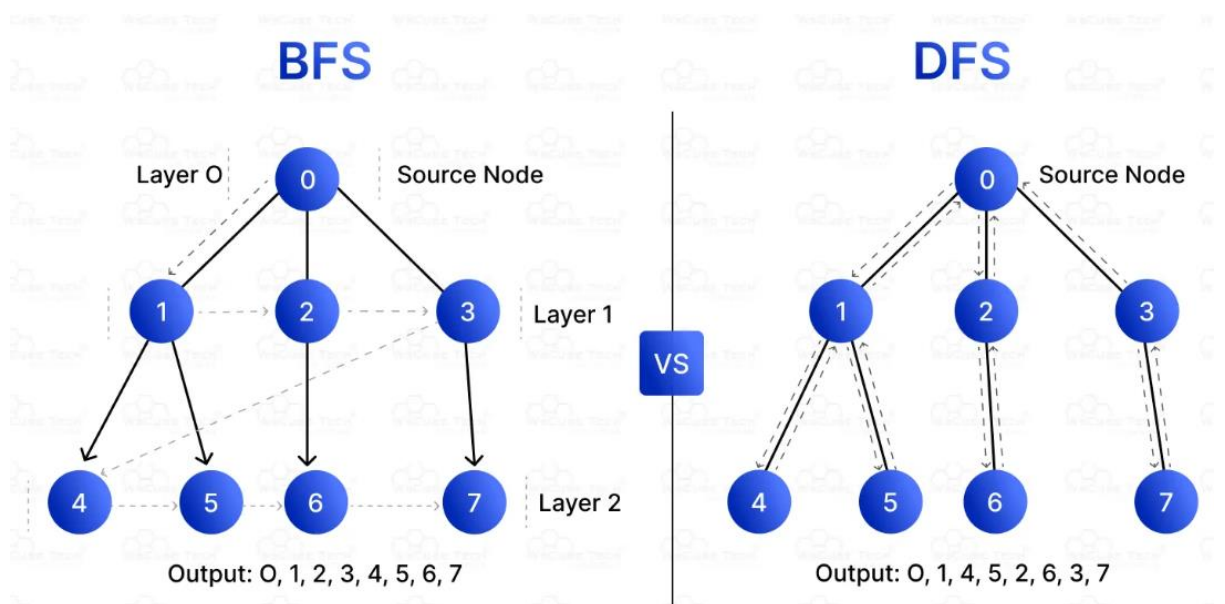 BFS
Layer O
0
Source Node
1
2
3
Layer 1
4
5
6
7
Layer 2
Output: O, 1, 2, 3, 4, 5, 6, 7
VS
DFS
0
Source Node
1
2
3
4
5
6
7
Output: O, 1, 4, 5, 2, 6, 3, 7